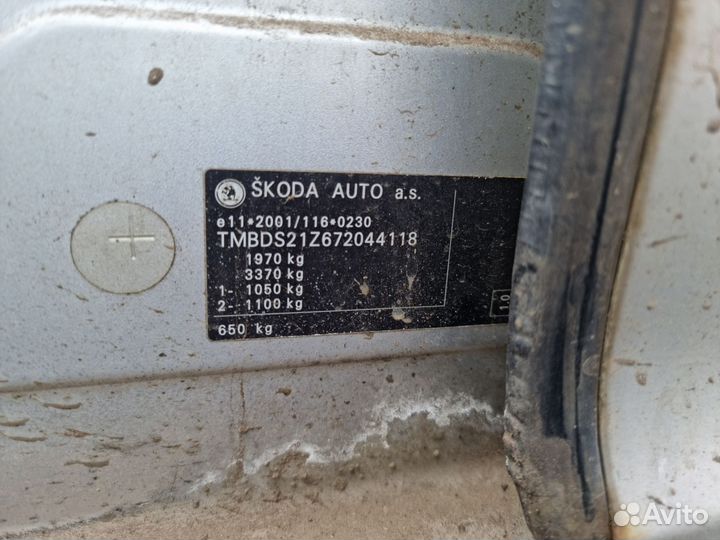 ŠKODA AUTO a.s.
e11*2001/116*0230
TMBDS21Z672044118
1970 kg
3370 kg
1- 1050 kg
2- 1100 kg
650 kg
Avito